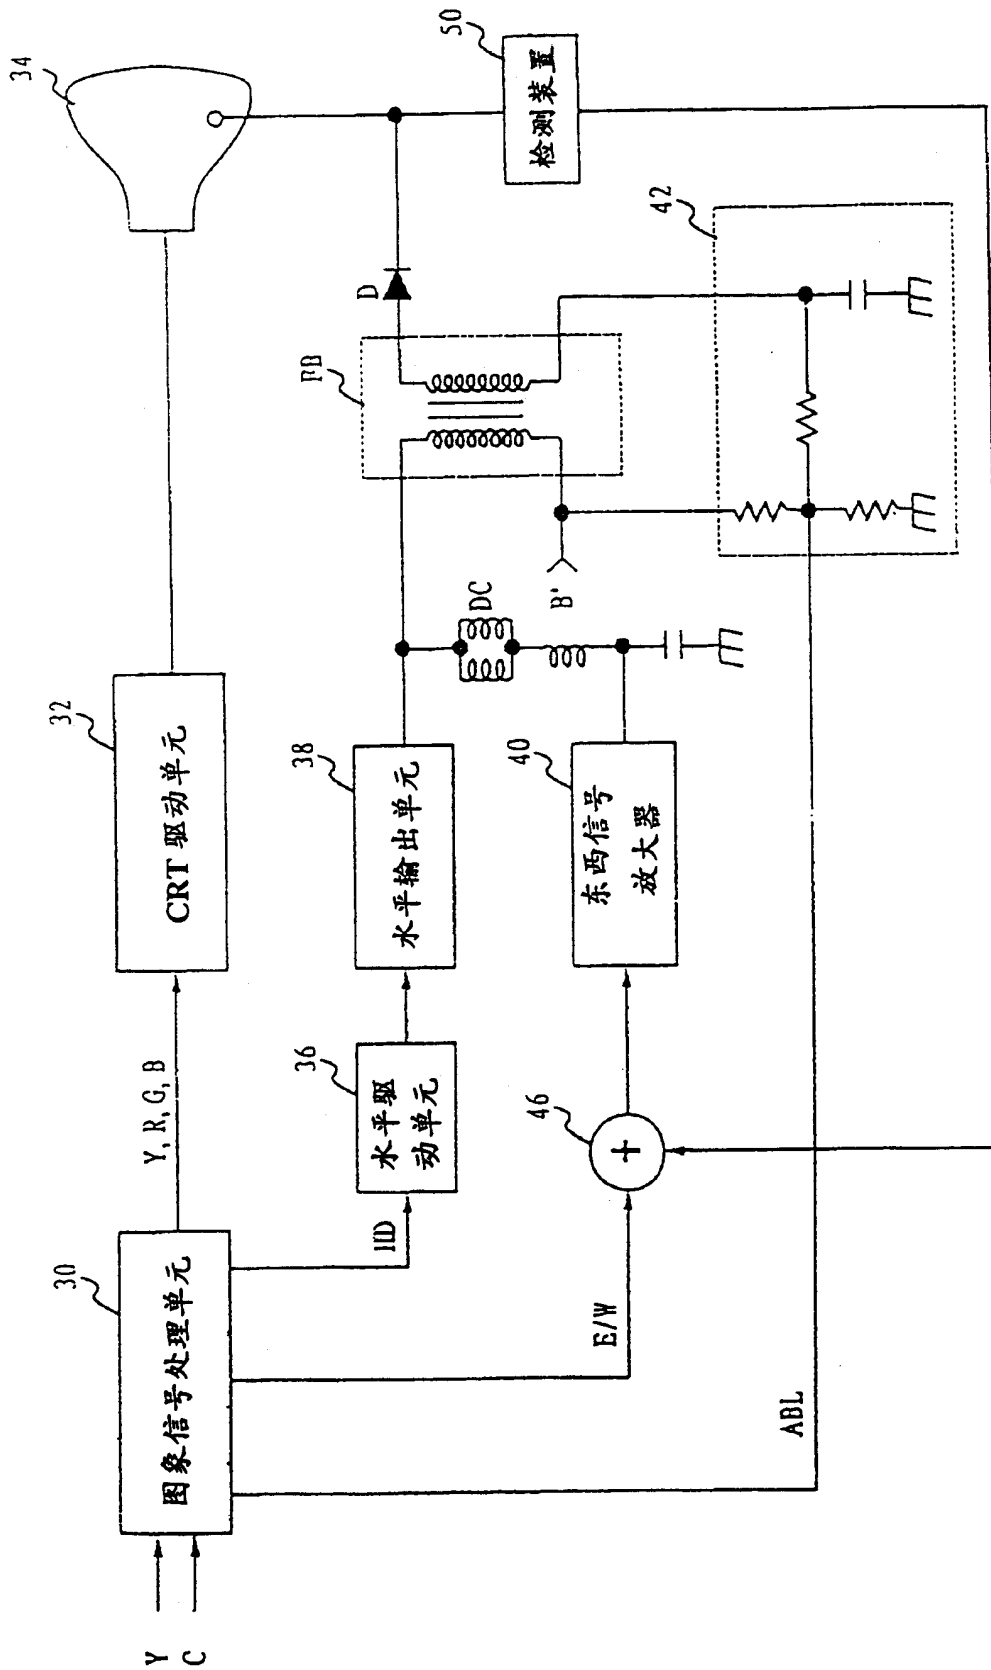 34
50
检测装置
42
D
FB
32
CRT 驱动单元
38
水平输出单元
DC
B'
40
东西信号
放大器
Y, R, G, B
36
水平驱
动单元
46
30
图象信号处理单元
HD
E/W
ABL
Y
C